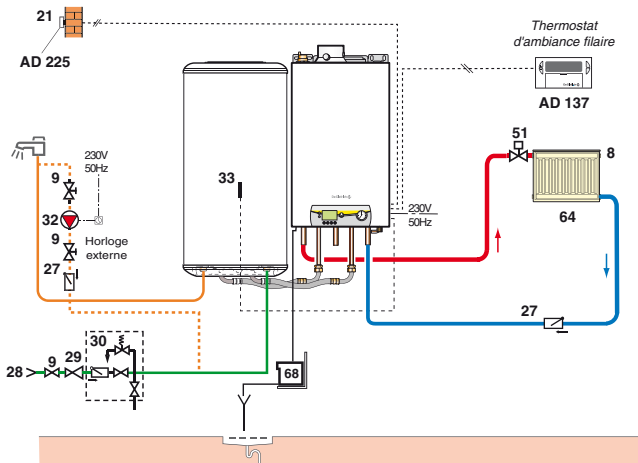 21
AD 225
Thermostat
d'ambiance filaire
AD 137
51
8
64
230V
50Hz
9
33
32
9
Horloge
externe
27
230V
50Hz
27
30
28
9
29
68